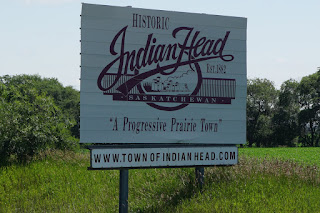 HISTORIC
Indian Head
EST. 1882
SASKATCHEWAN
"A Progressive Prairie Town"
WWW.TOWNOFINDIANHEAD.COM